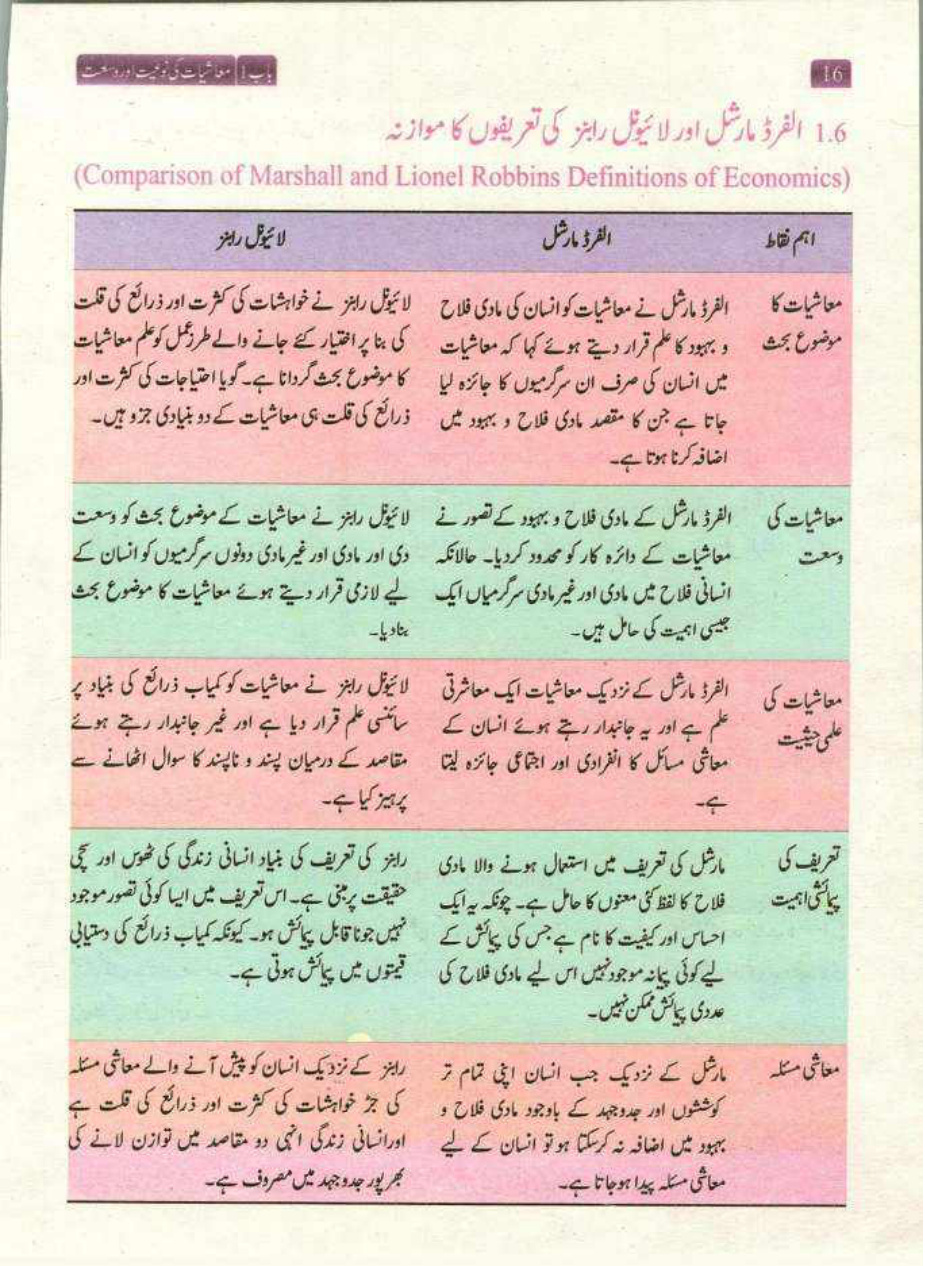 16
باب 1 معاشیات کی نوعیت اور وسعت
1.6 الفرڈ مارشل اور لائیونل رابنز کی تعریفوں کا موازنہ
(Comparison of Marshall and Lionel Robbins Definitions of Economics)
اہم نقاط
الفرڈ مارشل
لائیونل رابنز
معاشیات کا
موضوع بحث
الفرڈ مارشل نے معاشیات کو انسان کی مادی فلاح
و بہبود کا علم قرار دیتے ہوئے کہا کہ معاشیات
میں انسان کی صرف ان سرگرمیوں کا جائزہ لیا
جاتا ہے جن کا مقصد مادی فلاح و بہبود میں
اضافہ کرنا ہوتا ہے۔
لائیونل رابنز نے خواہشات کی کثرت اور ذرائع کی قلت
کی بنا پر اختیار کئے جانے والے طرزِعمل کو علم معاشیات
کا موضوع بحث گردانا ہے۔ گویا احتیاجات کی کثرت اور
ذرائع کی قلت ہی معاشیات کے دو بنیادی جزو ہیں۔
معاشیات کی
وسعت
الفرڈ مارشل کے مادی فلاح و بہبود کے تصور نے
معاشیات کے دائرہ کار کو محدود کردیا۔ حالانکہ
انسانی فلاح میں مادی اور غیر مادی سرگرمیاں ایک
جیسی اہمیت کی حامل ہیں۔
لائیونل رابنز نے معاشیات کے موضوع بحث کو وسعت
دی اور مادی اور غیر مادی دونوں سرگرمیوں کو انسان کے
لیے لازمی قرار دیتے ہوئے معاشیات کا موضوع بحث
بنادیا۔
معاشیات کی
علمی حیثیت
الفرڈ مارشل کے نزدیک معاشیات ایک معاشرتی
علم ہے اور یہ جانبدار رہتے ہوئے انسان کے
معاشی مسائل کا انفرادی اور اجتماعی جائزہ لیتا
ہے۔
لائیونل رابنز نے معاشیات کو کمیاب ذرائع کی بنیاد پر
سائنسی علم قرار دیا ہے اور غیر جانبدار رہتے ہوئے
مقاصد کے درمیان پسند و ناپسند کا سوال اٹھانے سے
پرہیز کیا ہے۔
تعریف کی
پیمائشی اہمیت
مارشل کی تعریف میں استعمال ہونے والا مادی
فلاح کا لفظ کئی معنوں کا حامل ہے۔ چونکہ یہ ایک
احساس اور کیفیت کا نام ہے جس کی پیمائش کے
لیے کوئی پیمانہ موجود نہیں اس لیے مادی فلاح کی
عددی پیمائش ممکن نہیں۔
رابنز کی تعریف کی بنیاد انسانی زندگی کی ٹھوس اور سچی
حقیقت پر مبنی ہے۔ اس تعریف میں ایسا کوئی تصور موجود
نہیں جو ناقابل پیمائش ہو۔ کیونکہ کمیاب ذرائع کی دستیابی
قیمتوں میں پیمائش ہوتی ہے۔
معاشی مسئلہ
مارشل کے نزدیک جب انسان اپنی تمام تر
کوششوں اور جدوجہد کے باوجود مادی فلاح و
بہبود میں اضافہ نہ کرسکتا ہو تو انسان کے لیے
معاشی مسئلہ پیدا ہوجاتا ہے۔
رابنز کے نزدیک انسان کو پیش آنے والے معاشی مسئلہ
کی جڑ خواہشات کی کثرت اور ذرائع کی قلت ہے
اور انسانی زندگی انہی دو مقاصد میں توازن لانے کی
بھرپور جدوجہد میں مصروف ہے۔